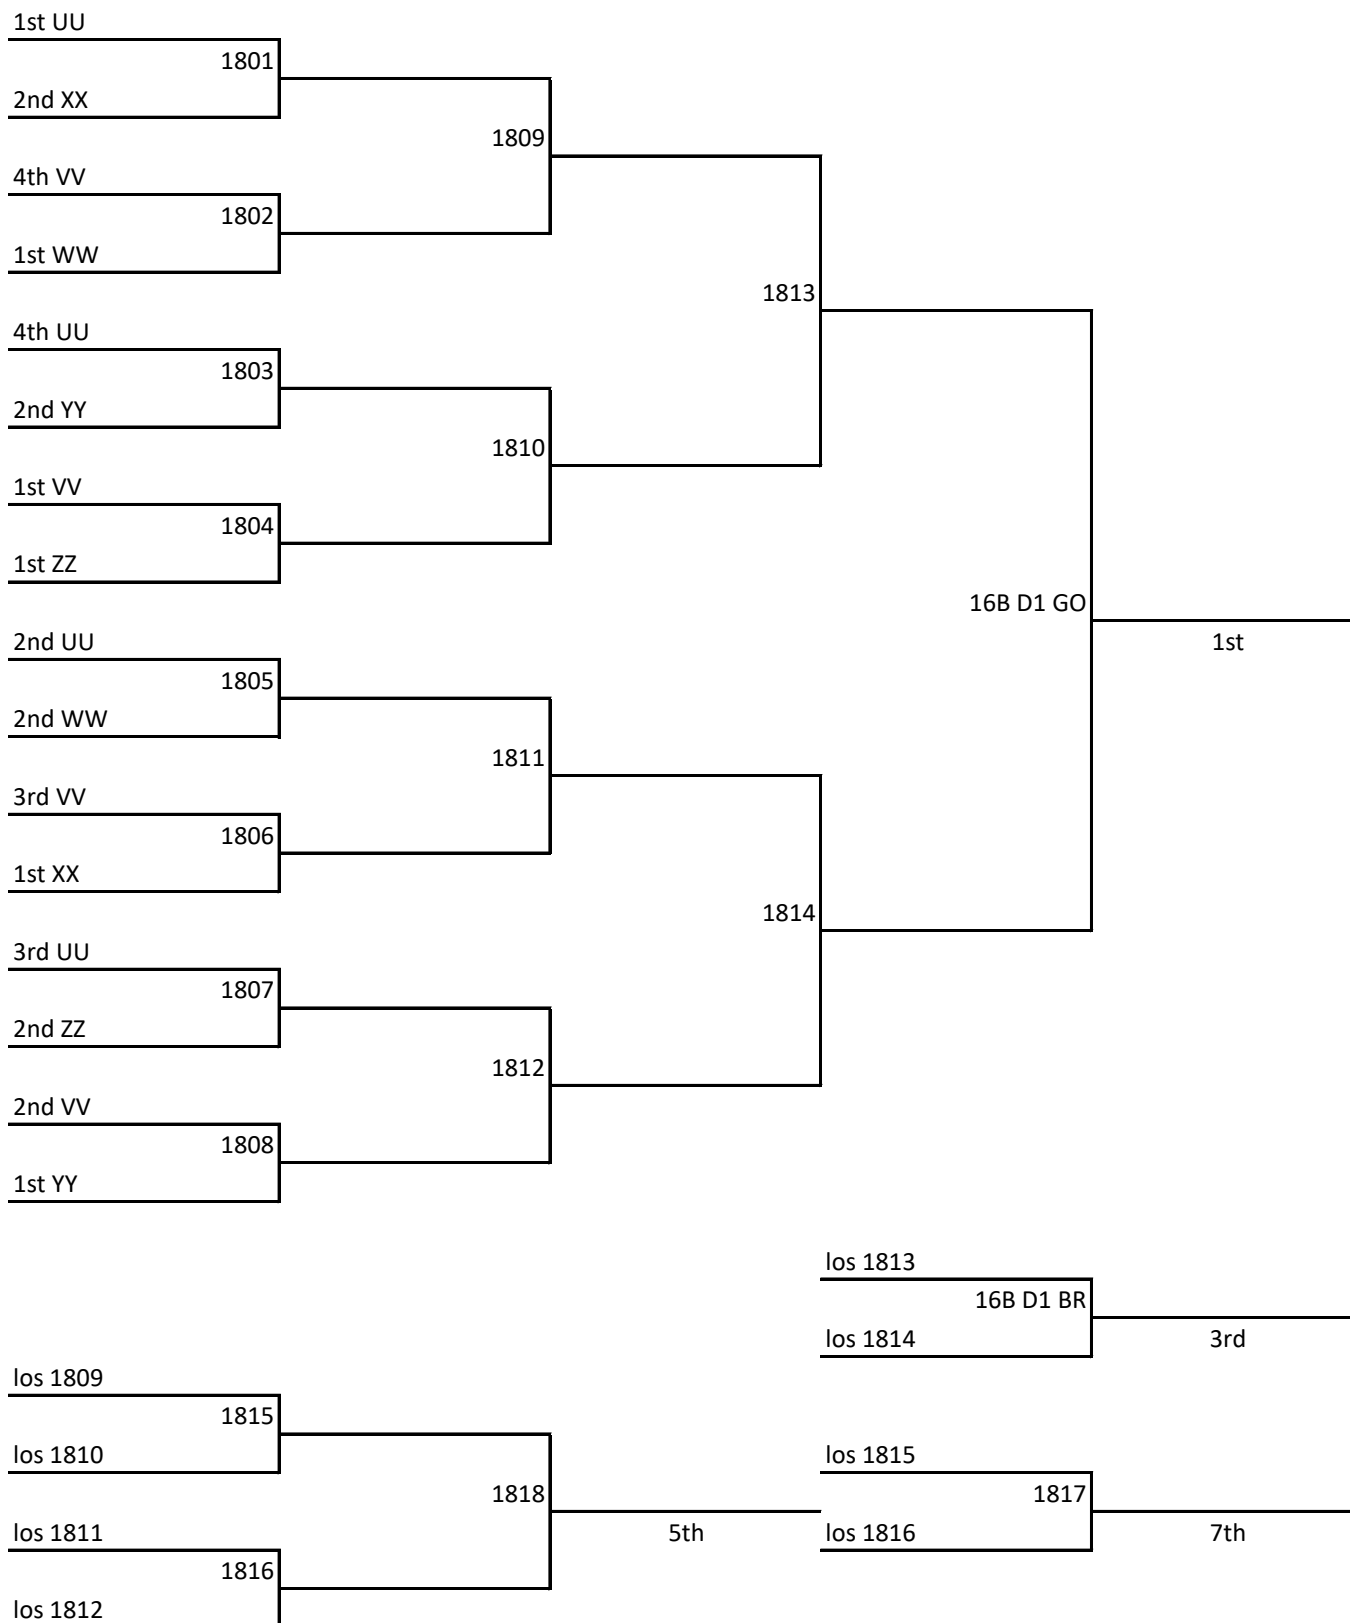 1st UU
1801
2nd XX
1809
4th VV
1802
1st WW
1813
4th UU
1803
2nd YY
1810
1st VV
1804
1st ZZ
16B D1 GO
1st
2nd UU
1805
2nd WW
1811
3rd VV
1806
1st XX
1814
3rd UU
1807
2nd ZZ
1812
2nd VV
1808
1st YY
los 1813
16B D1 BR
los 1814
3rd
los 1809
1815
los 1810
los 1815
1818
1817
los 1811
5th
los 1816
7th
1816
los 1812